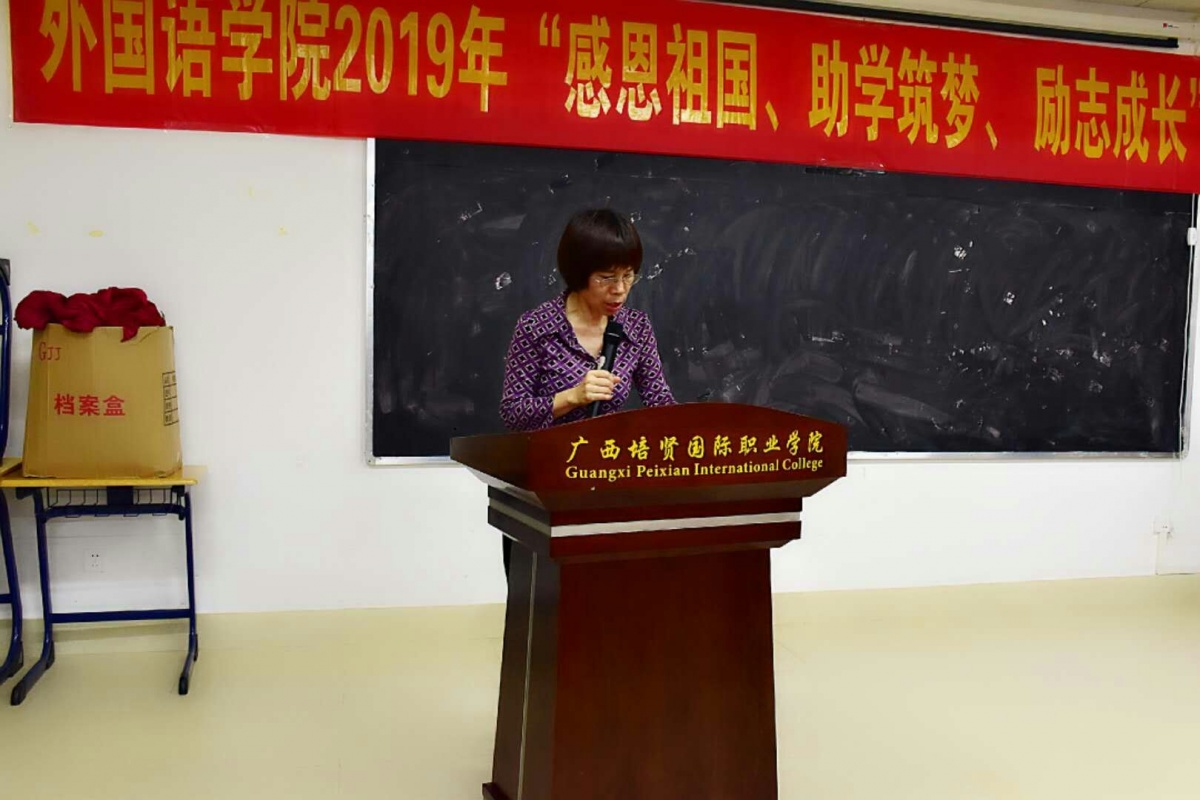 外国语学院2019年“感恩祖国、助学筑梦、励志成长”
GJJ
档案盒
广西培贤国际职业学院
Guangxi Peixian International College